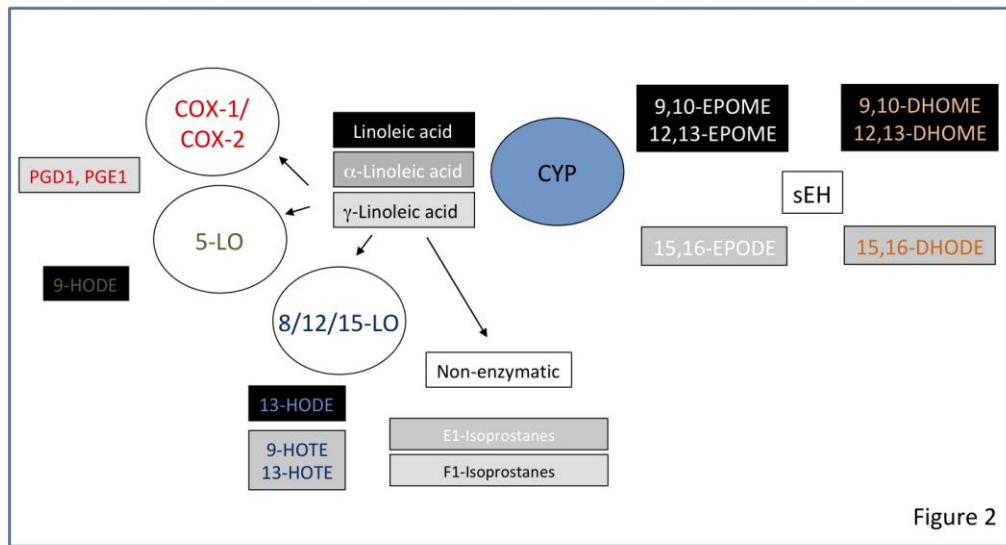 COX-1/
COX-2
PGD1, PGE1
5-LO
9-HODE
8/12/15-LO
13-HODE
9-HOTE
13-HOTE
Linoleic acid
α-Linoleic acid
γ-Linoleic acid
Non-enzymatic
E1-Isoprostanes
F1-Isoprostanes
CYP
9,10-EPOME
12,13-EPOME
9,10-DHOME
12,13-DHOME
sEH
15,16-EPODE
15,16-DHODE
Figure 2